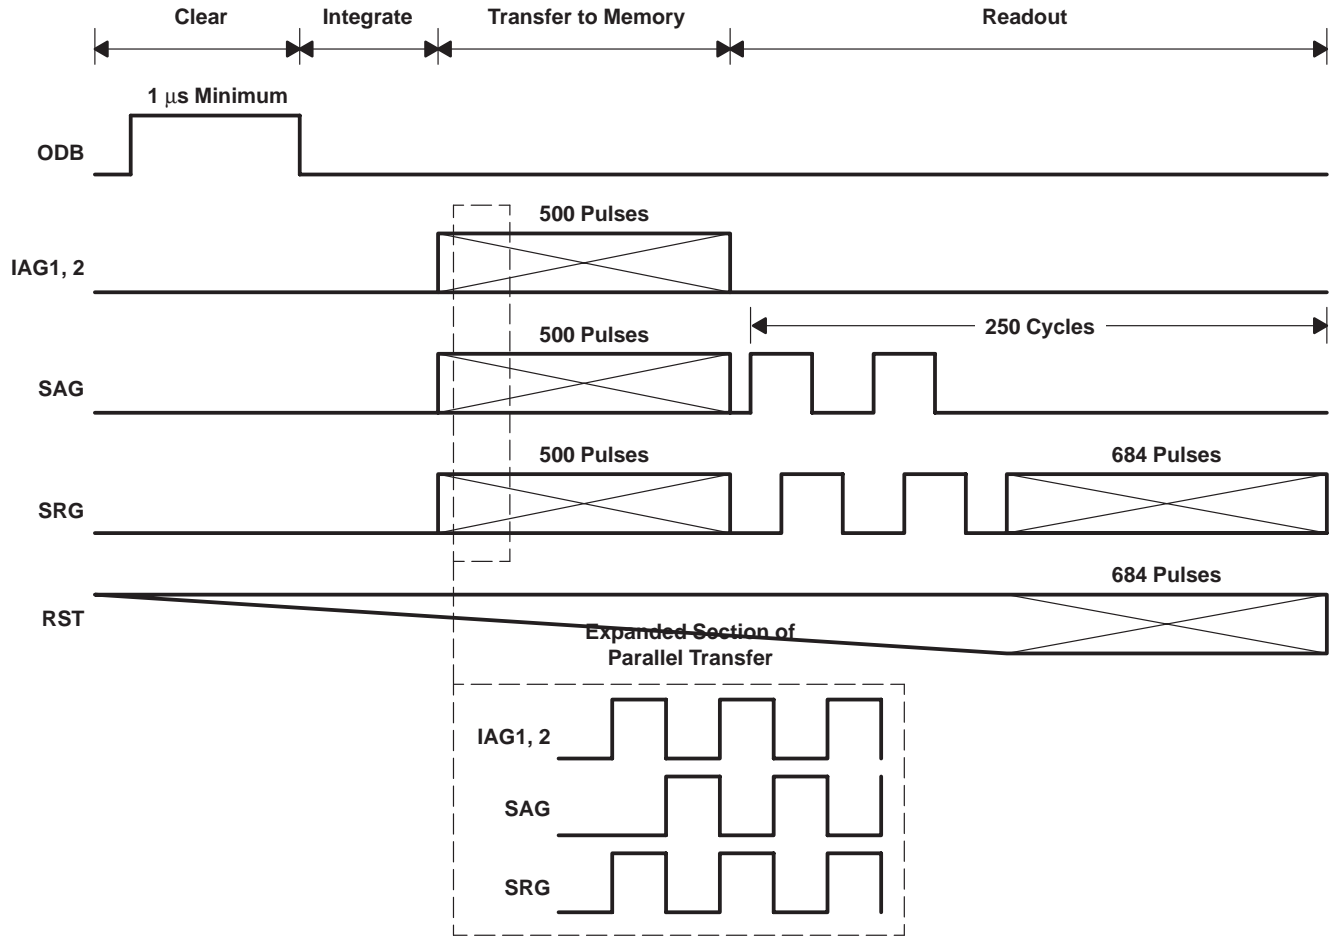 Clear
Integrate
Transfer to Memory
Readout
1 μs Minimum
ODB
500 Pulses
IAG1, 2
250 Cycles
500 Pulses
SAG
500 Pulses
684 Pulses
SRG
684 Pulses
RST
Expanded Section of
Parallel Transfer
IAG1, 2
SAG
SRG